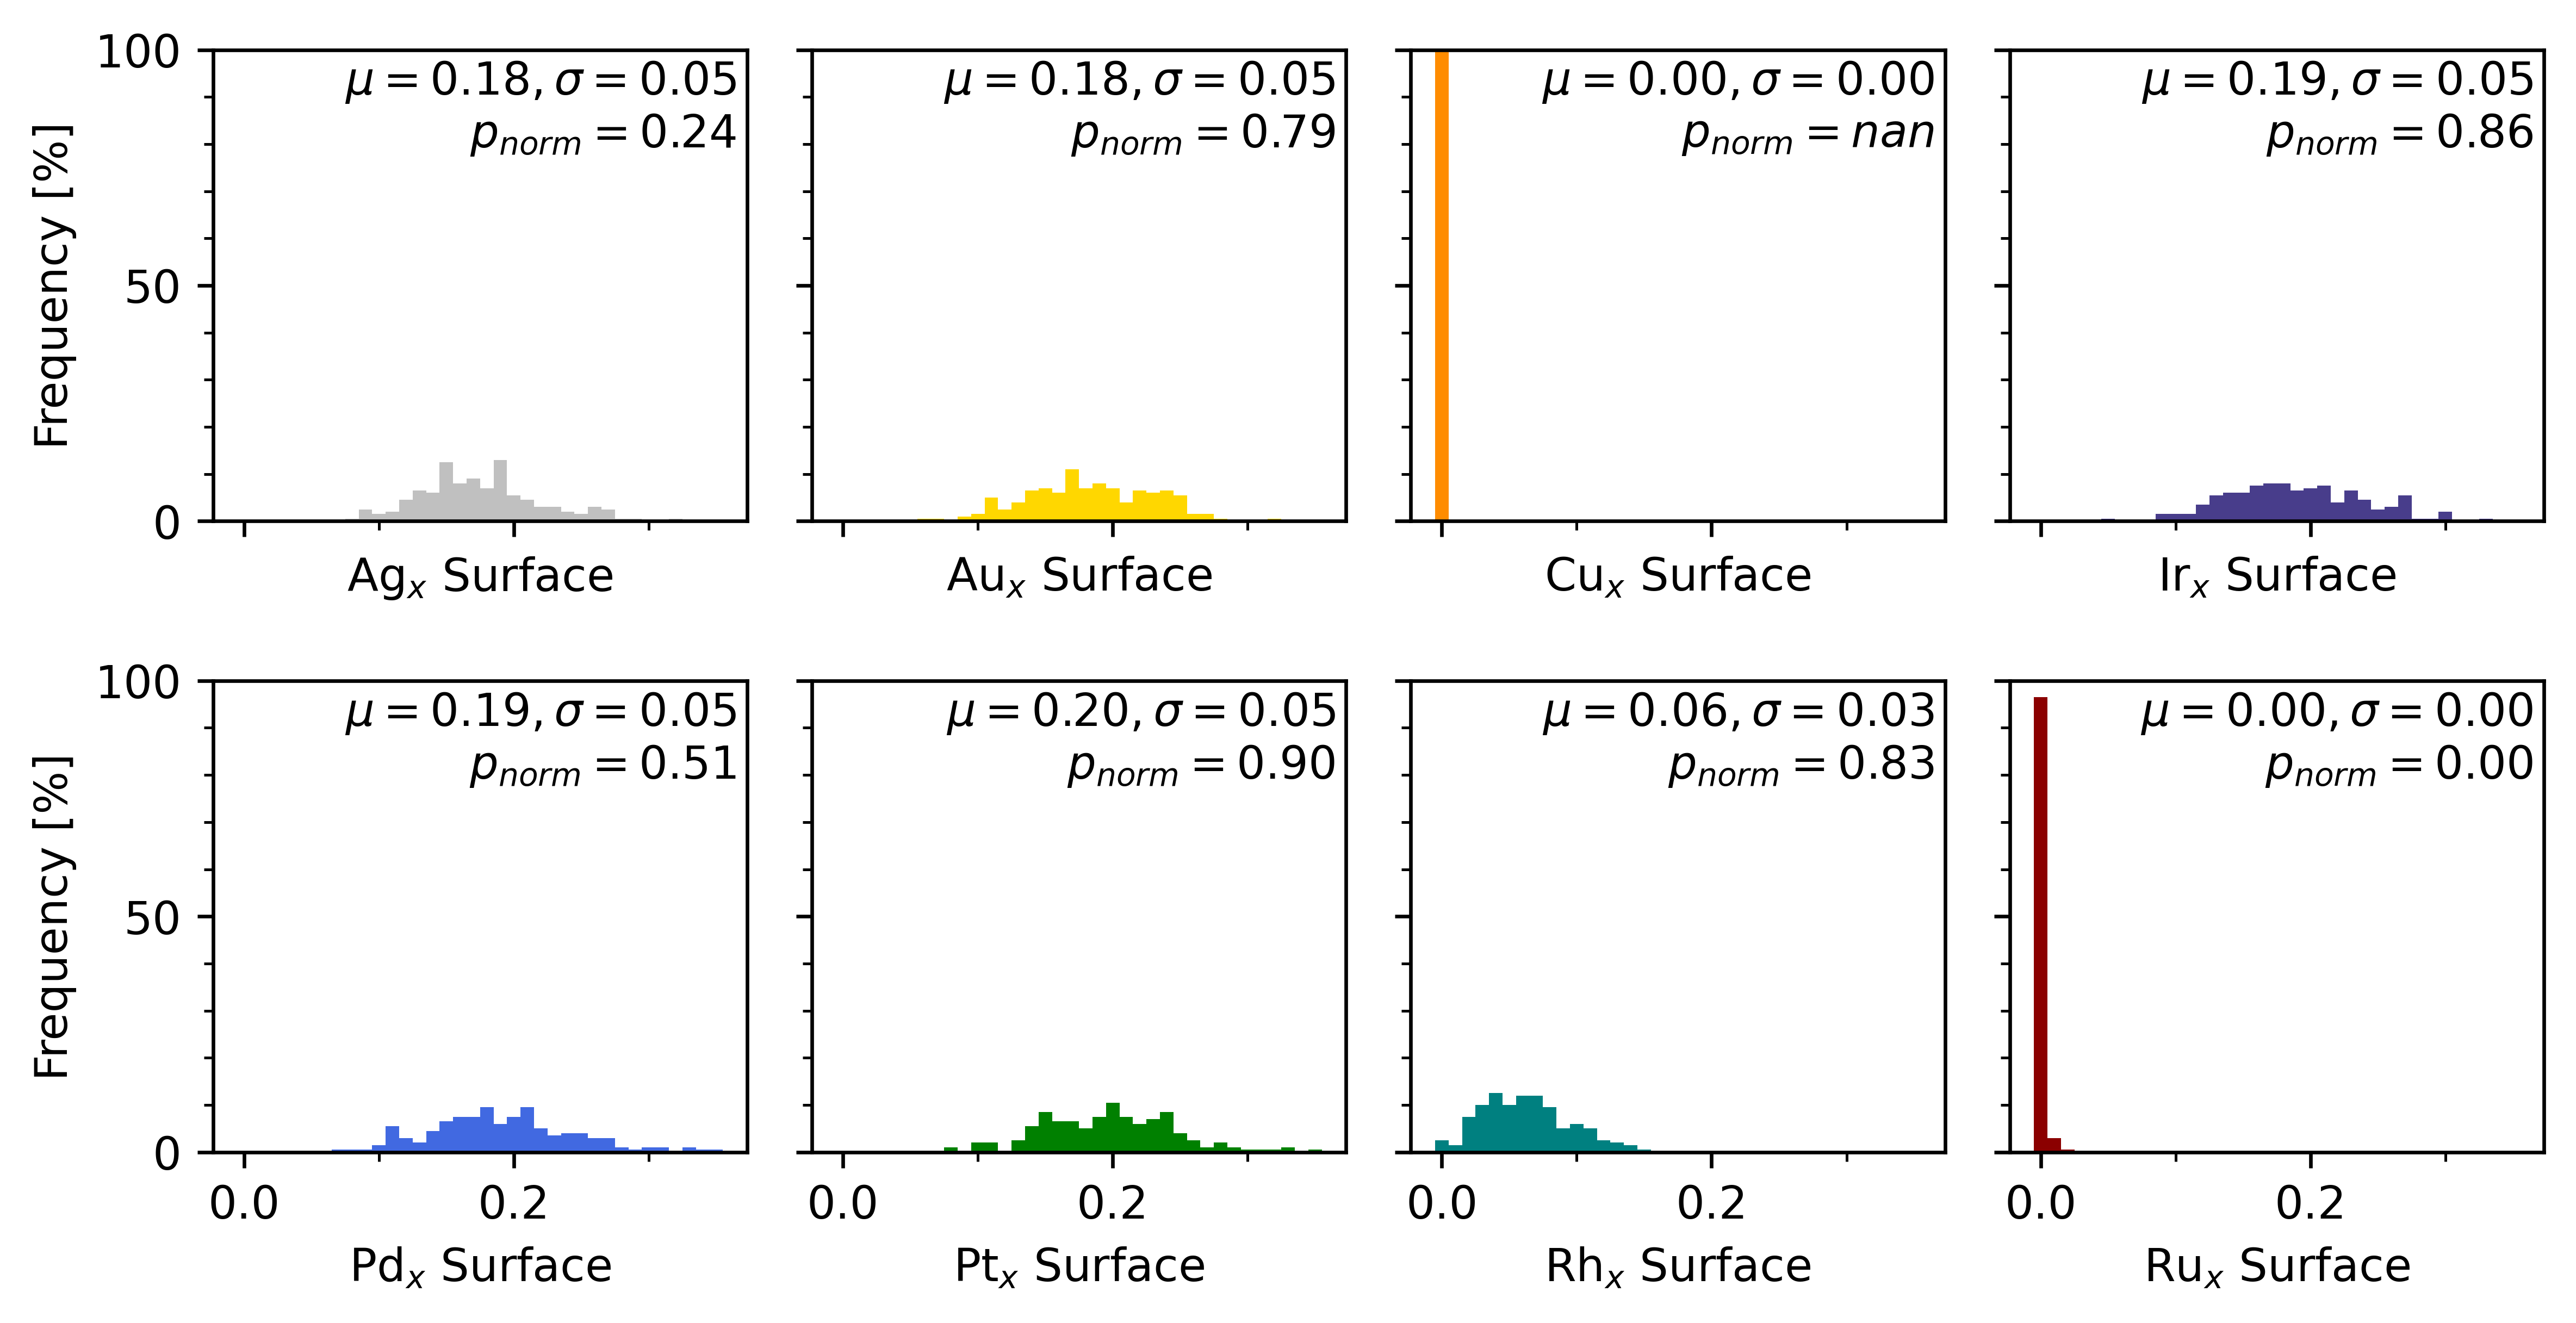 Frequency [%]
100
50
0
μ = 0.18, σ = 0.05
p_norm = 0.24
Ag_x Surface
μ = 0.18, σ = 0.05
p_norm = 0.79
Au_x Surface
μ = 0.00, σ = 0.00
p_norm = nan
Cu_x Surface
μ = 0.19, σ = 0.05
p_norm = 0.86
Ir_x Surface
Frequency [%]
100
50
0
μ = 0.19, σ = 0.05
p_norm = 0.51
0.0 0.2
Pd_x Surface
μ = 0.20, σ = 0.05
p_norm = 0.90
0.0 0.2
Pt_x Surface
μ = 0.06, σ = 0.03
p_norm = 0.83
0.0 0.2
Rh_x Surface
μ = 0.00, σ = 0.00
p_norm = 0.00
0.0 0.2
Ru_x Surface